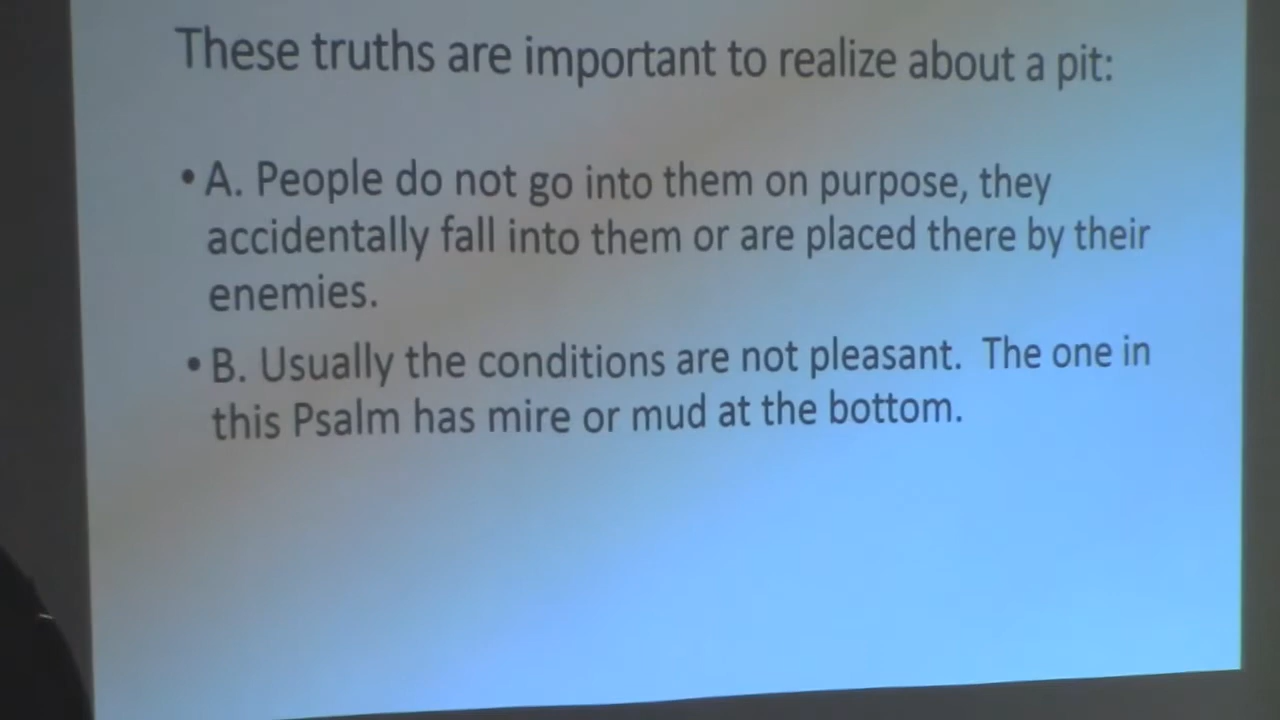 These truths are important to realize about a pit:
• A. People do not go into them on purpose, they
accidentally fall into them or are placed there by their
enemies.
• B. Usually the conditions are not pleasant.  The one in
this Psalm has mire or mud at the bottom.